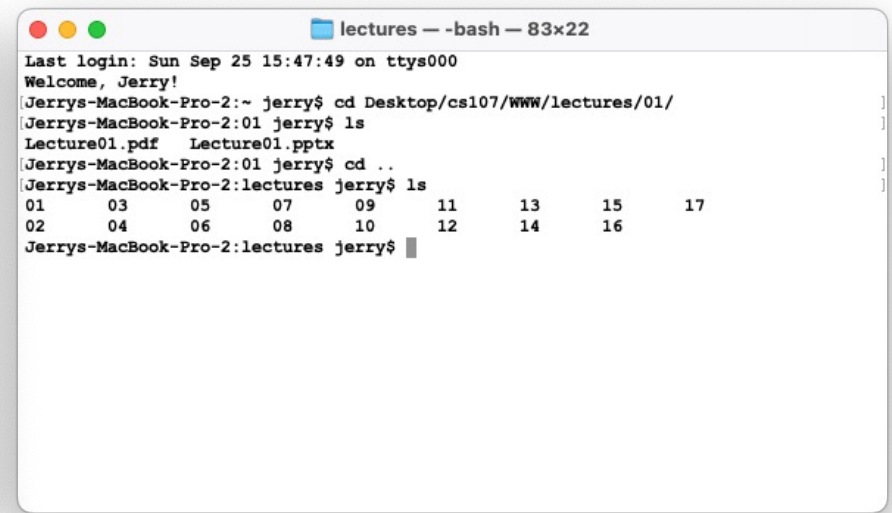 lectures — -bash — 83×22
Last login: Sun Sep 25 15:47:49 on ttys000
Welcome, Jerry!
[Jerrys-MacBook-Pro-2:~ jerry$ cd Desktop/cs107/WWW/lectures/01/ ]
[Jerrys-MacBook-Pro-2:01 jerry$ ls ]
Lecture01.pdf Lecture01.pptx
[Jerrys-MacBook-Pro-2:01 jerry$ cd .. ]
[Jerrys-MacBook-Pro-2:lectures jerry$ ls ]
01 03 05 07 09 11 13 15 17
02 04 06 08 10 12 14 16
Jerrys-MacBook-Pro-2:lectures jerry$